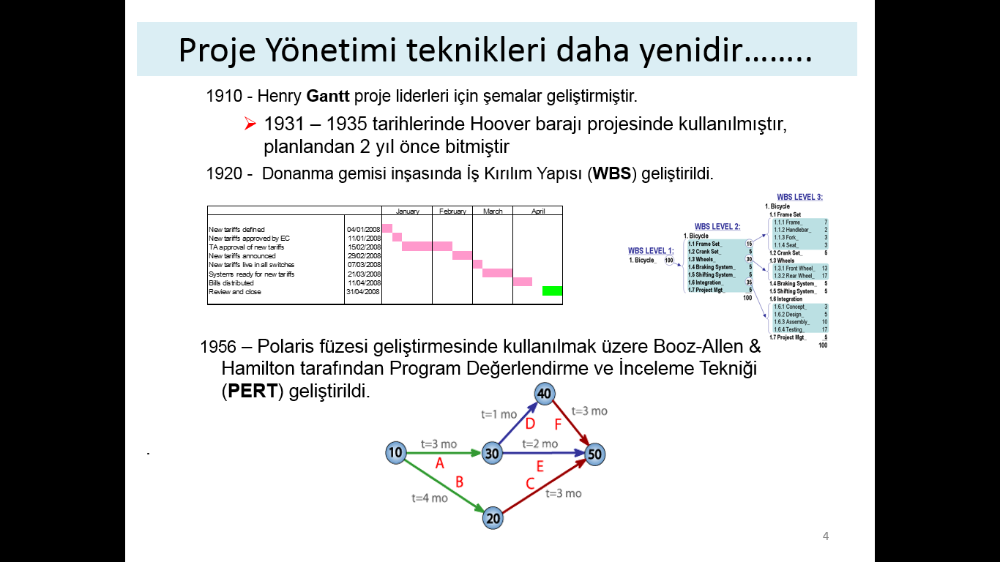 Proje Yönetimi teknikleri daha yenidir……..
1910 - Henry Gantt proje liderleri için şemalar geliştirmiştir.
➢ 1931 – 1935 tarihlerinde Hoover barajı projesinde kullanılmıştır,
planlandan 2 yıl önce bitmiştir
1920 - Donanma gemisi inşasında İş Kırılım Yapısı (WBS) geliştirildi.
January February March April
New tariffs defined 04/01/2008
New tariffs approved by EC 11/01/2008
TA approval of new tariffs 15/02/2008
New tariffs announced 29/02/2008
New tariffs live in all switches 07/03/2008
Systems ready for new tariffs 21/03/2008
Bills distributed 11/04/2008
Review and close 31/04/2008
WBS LEVEL 1:
1. Bicycle_ 100
WBS LEVEL 2:
1. Bicycle
1.1 Frame Set_ 15
1.2 Crank Set_ 5
1.3 Wheels_ 30
1.4 Braking System_ 5
1.5 Shifting System_ 5
1.6 Integration_ 35
1.7 Project Mgt_ 5
100
WBS LEVEL 3:
1. Bicycle
1.1 Frame Set
1.1.1 Frame_ 7
1.1.2 Handlebar_ 2
1.1.3 Fork_ 3
1.1.4 Seat_ 3
1.2 Crank Set_ 5
1.3 Wheels
1.3.1 Front Wheel_ 13
1.3.2 Rear Wheel_ 17
1.4 Braking System_ 5
1.5 Shifting System_ 5
1.6 Integration
1.6.1 Concept_ 3
1.6.2 Design_ 5
1.6.3 Assembly_ 10
1.6.4 Testing_ 17
1.7 Project Mgt_ 5
100
1956 – Polaris füzesi geliştirmesinde kullanılmak üzere Booz-Allen &
Hamilton tarafından Program Değerlendirme ve İnceleme Tekniği
(PERT) geliştirildi.
40
t=1 mo D F t=3 mo
t=3 mo t=2 mo
10 30 50
A E
B C
t=4 mo t=3 mo
20
.
4